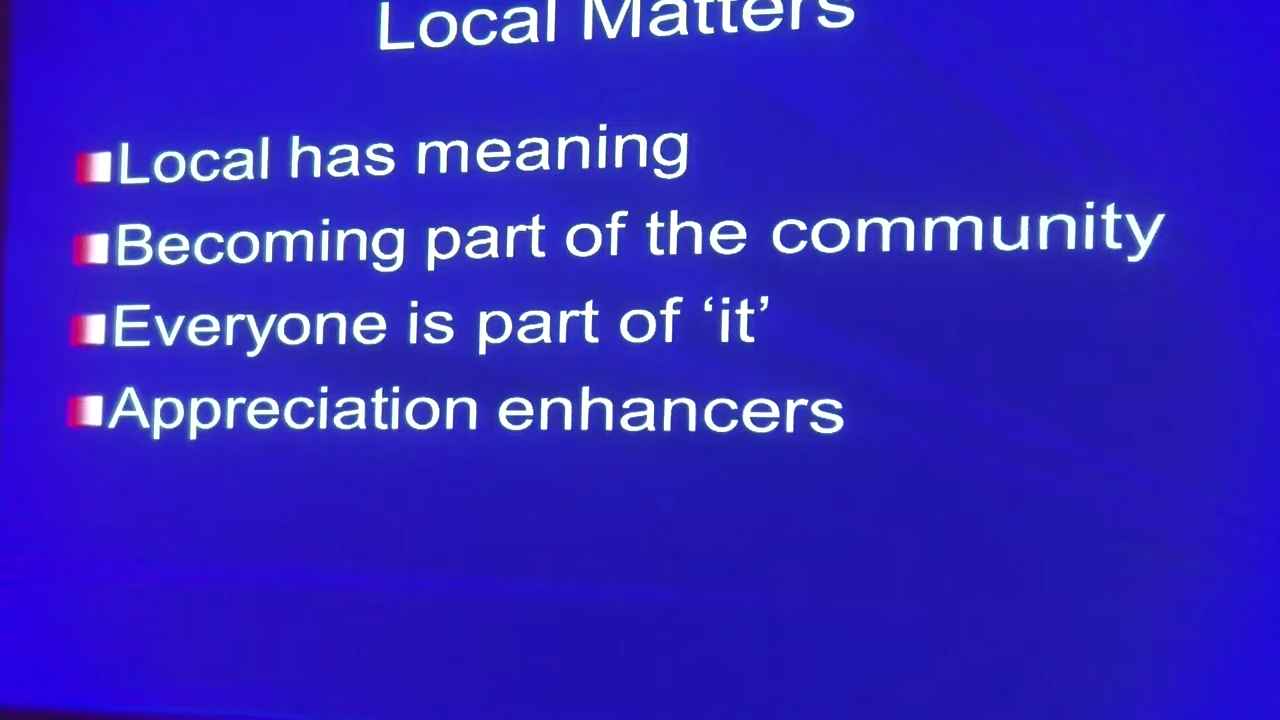 Local Matters
Local has meaning
Becoming part of the community
Everyone is part of ‘it’
Appreciation enhancers